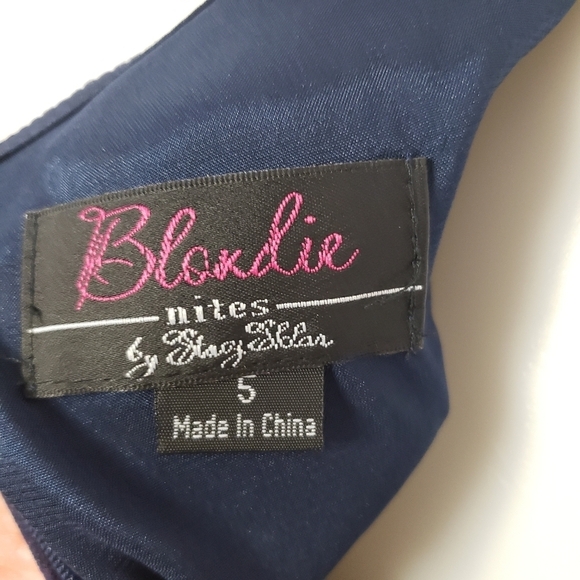 Blondie
nites
by Stacy Sklar
5
Made In China